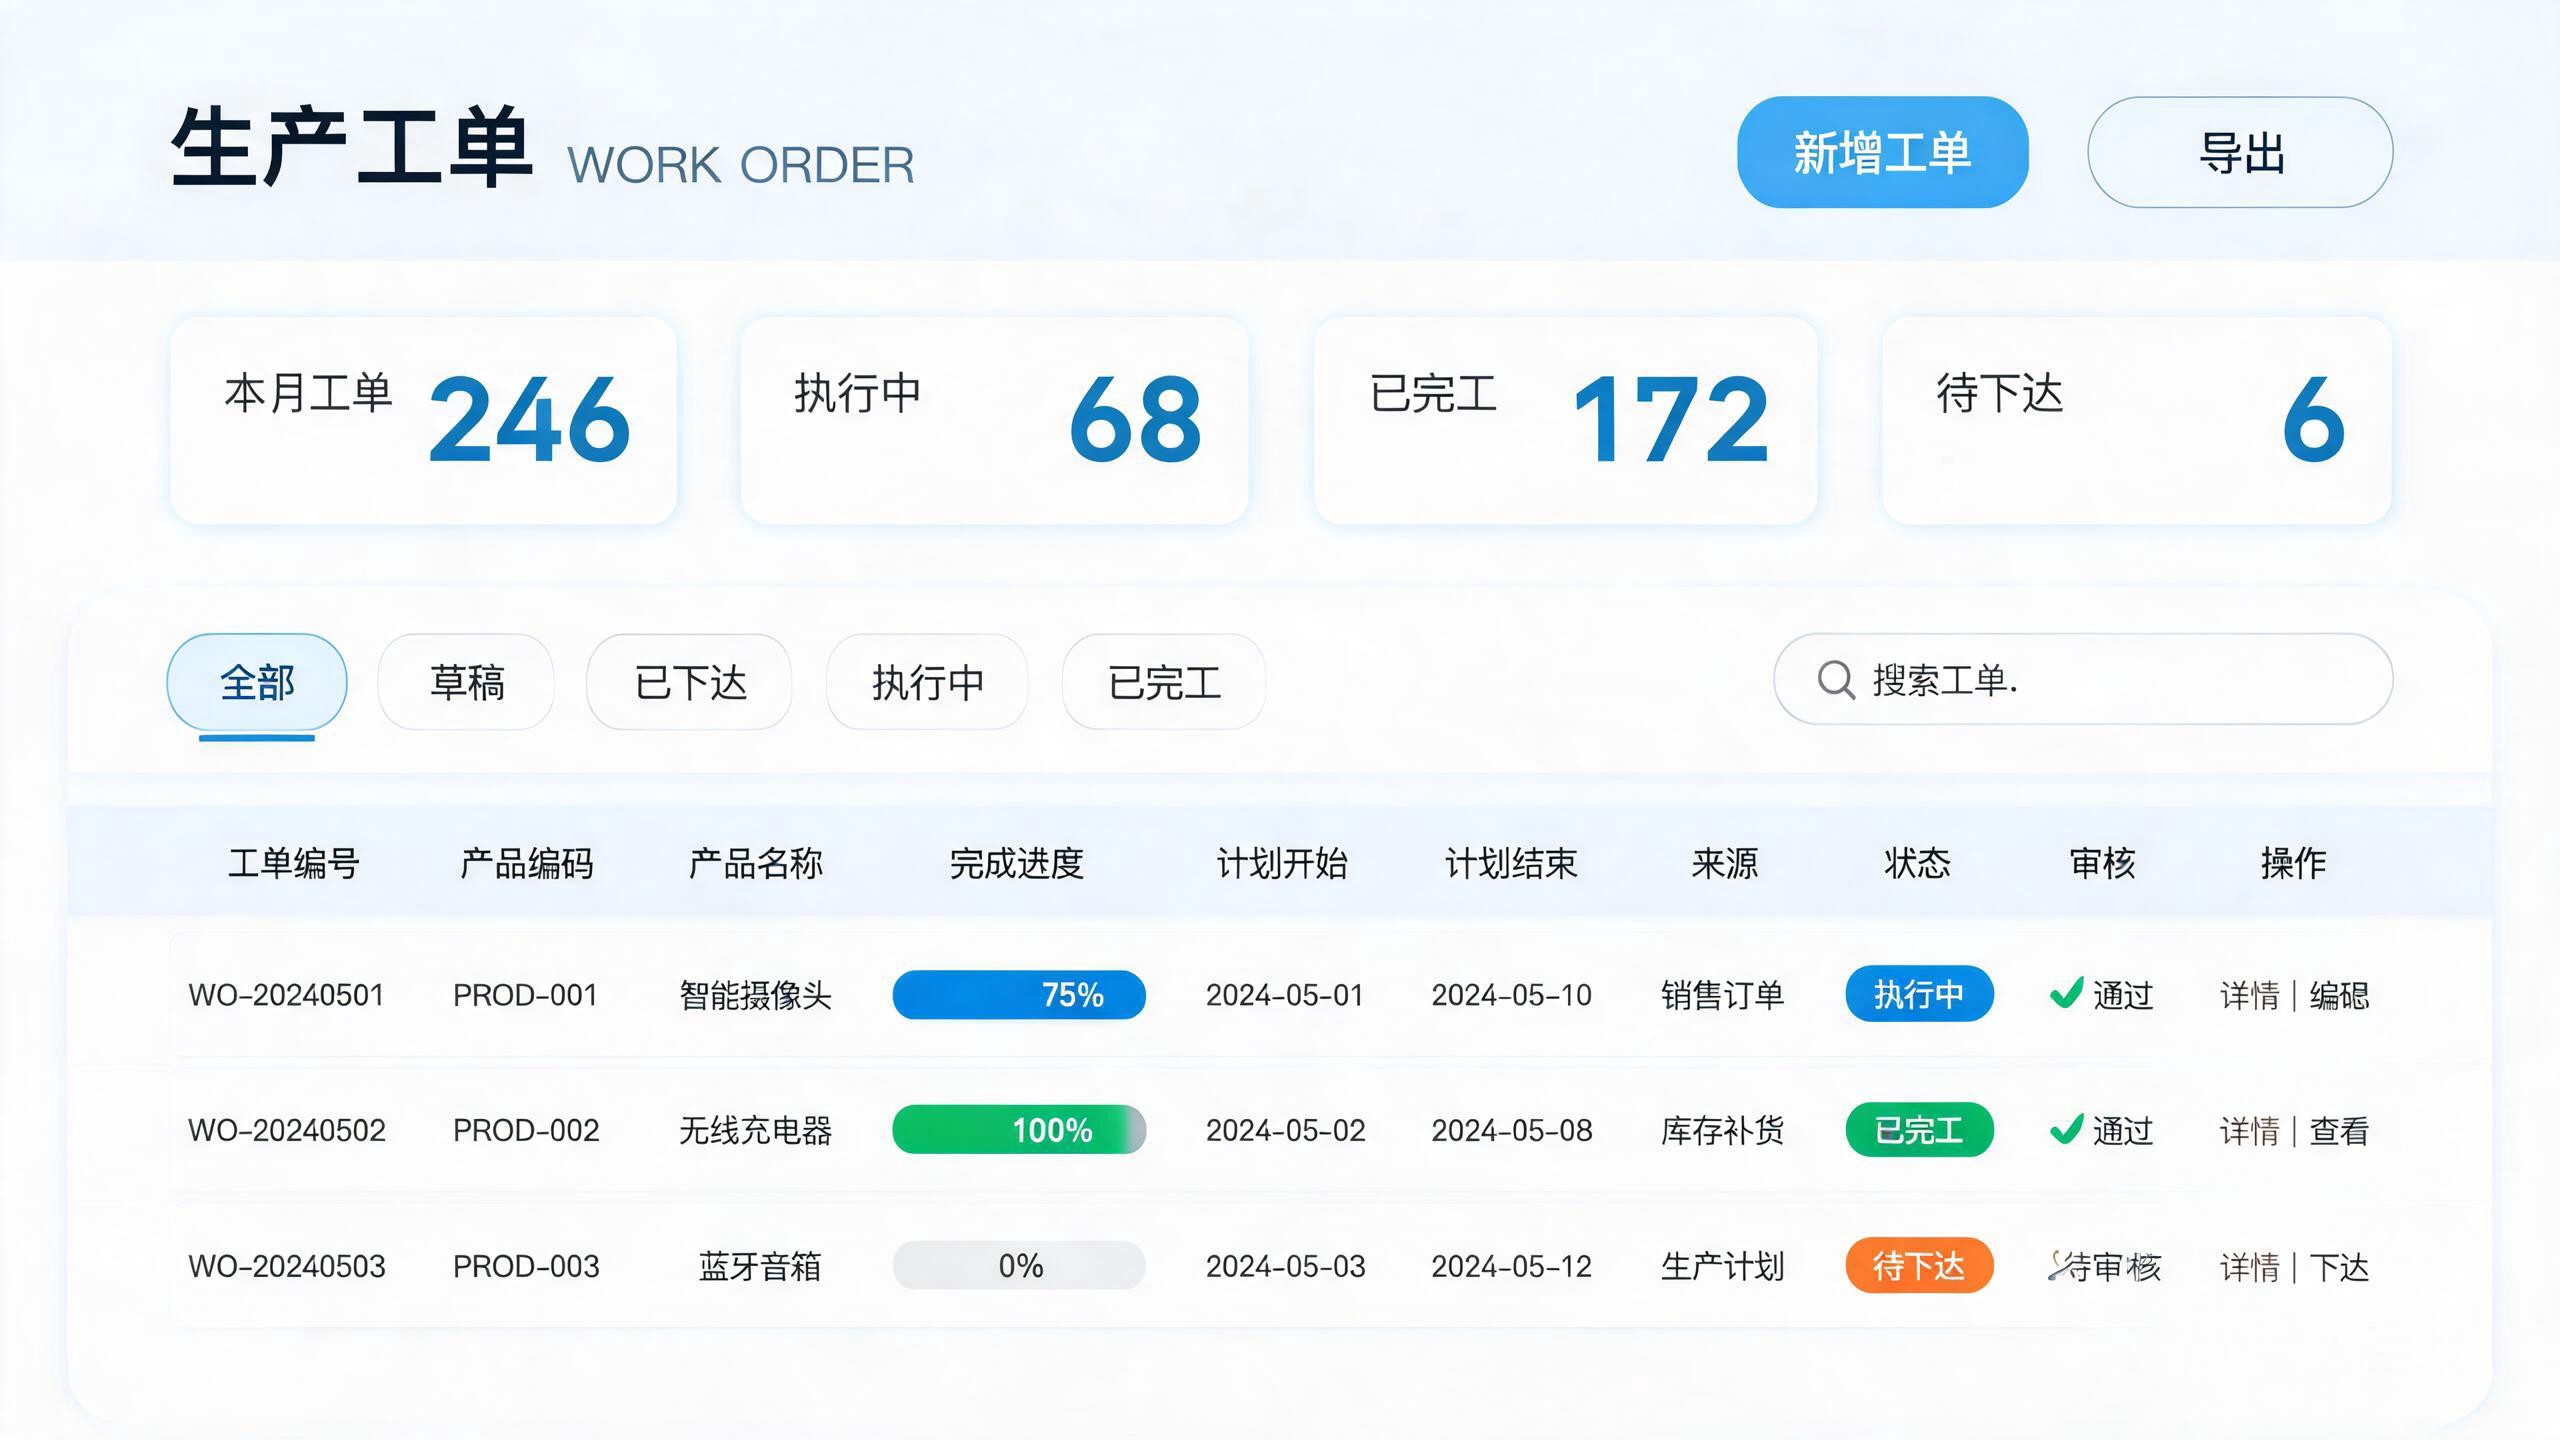 生产工单 WORK ORDER 新增工单 导出
本月工单 246 执行中 68 已完工 172 待下达 6
全部 草稿 已下达 执行中 已完工 搜索工单.
工单编号 产品编码 产品名称 完成进度 计划开始 计划结束 来源 状态 审核 操作
WO-20240501 PROD-001 智能摄像头 75% 2024-05-01 2024-05-10 销售订单 执行中 通过 详情 |
WO-20240502 PROD-002 无线充电器 100% 2024-05-02 2024-05-08 库存补货 已完工 通过 详情 | 查看
WO-20240503 PROD-003 蓝牙音箱 0% 2024-05-03 2024-05-12 生产计划 待下达 待审核 详情 | 下达